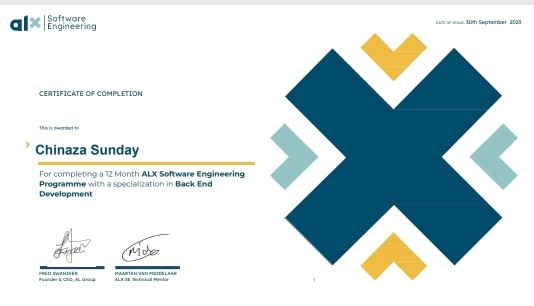 alx Software Engineering
DATE OF ISSUE: 30th September 2023
CERTIFICATE OF COMPLETION
This is awarded to
Chinaza Sunday
For completing a 12 Month ALX Software Engineering
Programme with a specialization in Back End
Development
FRED SWANIKER
Founder & CEO, AL Group
MAARTEN VAN MIDDELAAR
ALX SE Technical Mentor
1